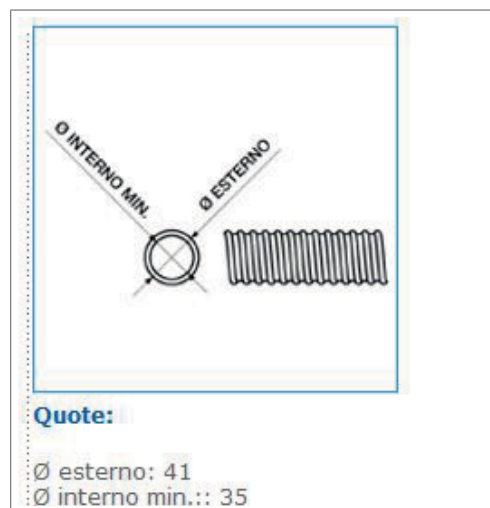 Ø INTERNO MIN.
Ø ESTERNO
Quote:
Ø esterno: 41
Ø interno min.:: 35